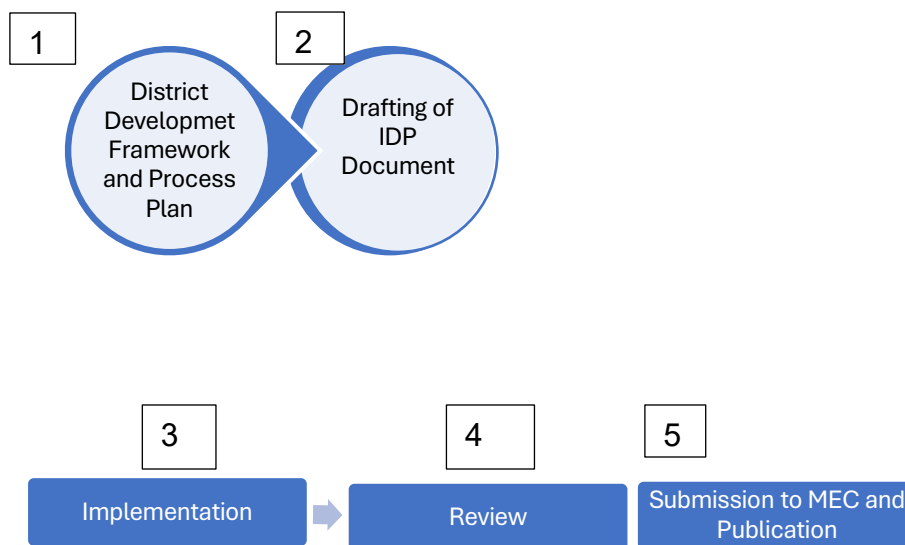 1
2
District
Developmet
Framework
and Process
Plan
Drafting of
IDP
Document
3
4
5
Implementation
Review
Submission to MEC and
Publication